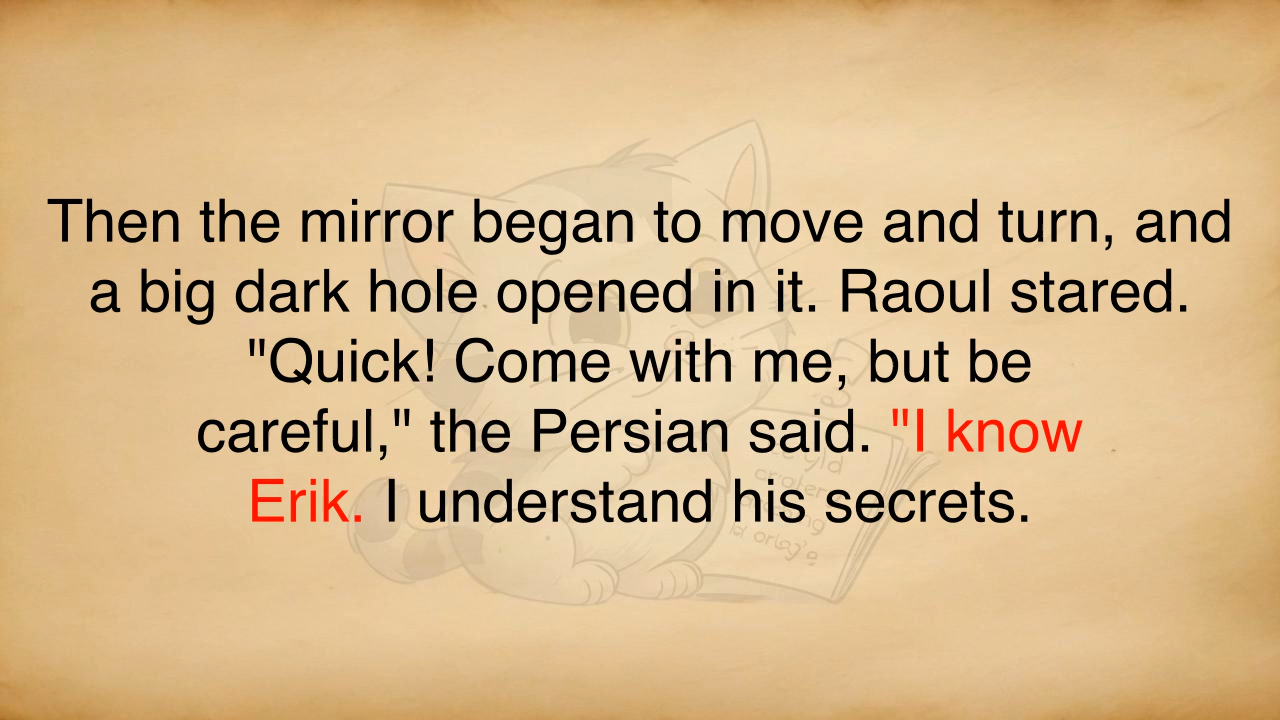 Then the mirror began to move and turn, and
a big dark hole opened in it. Raoul stared.
"Quick! Come with me, but be
careful," the Persian said. "I know
Erik. I understand his secrets.